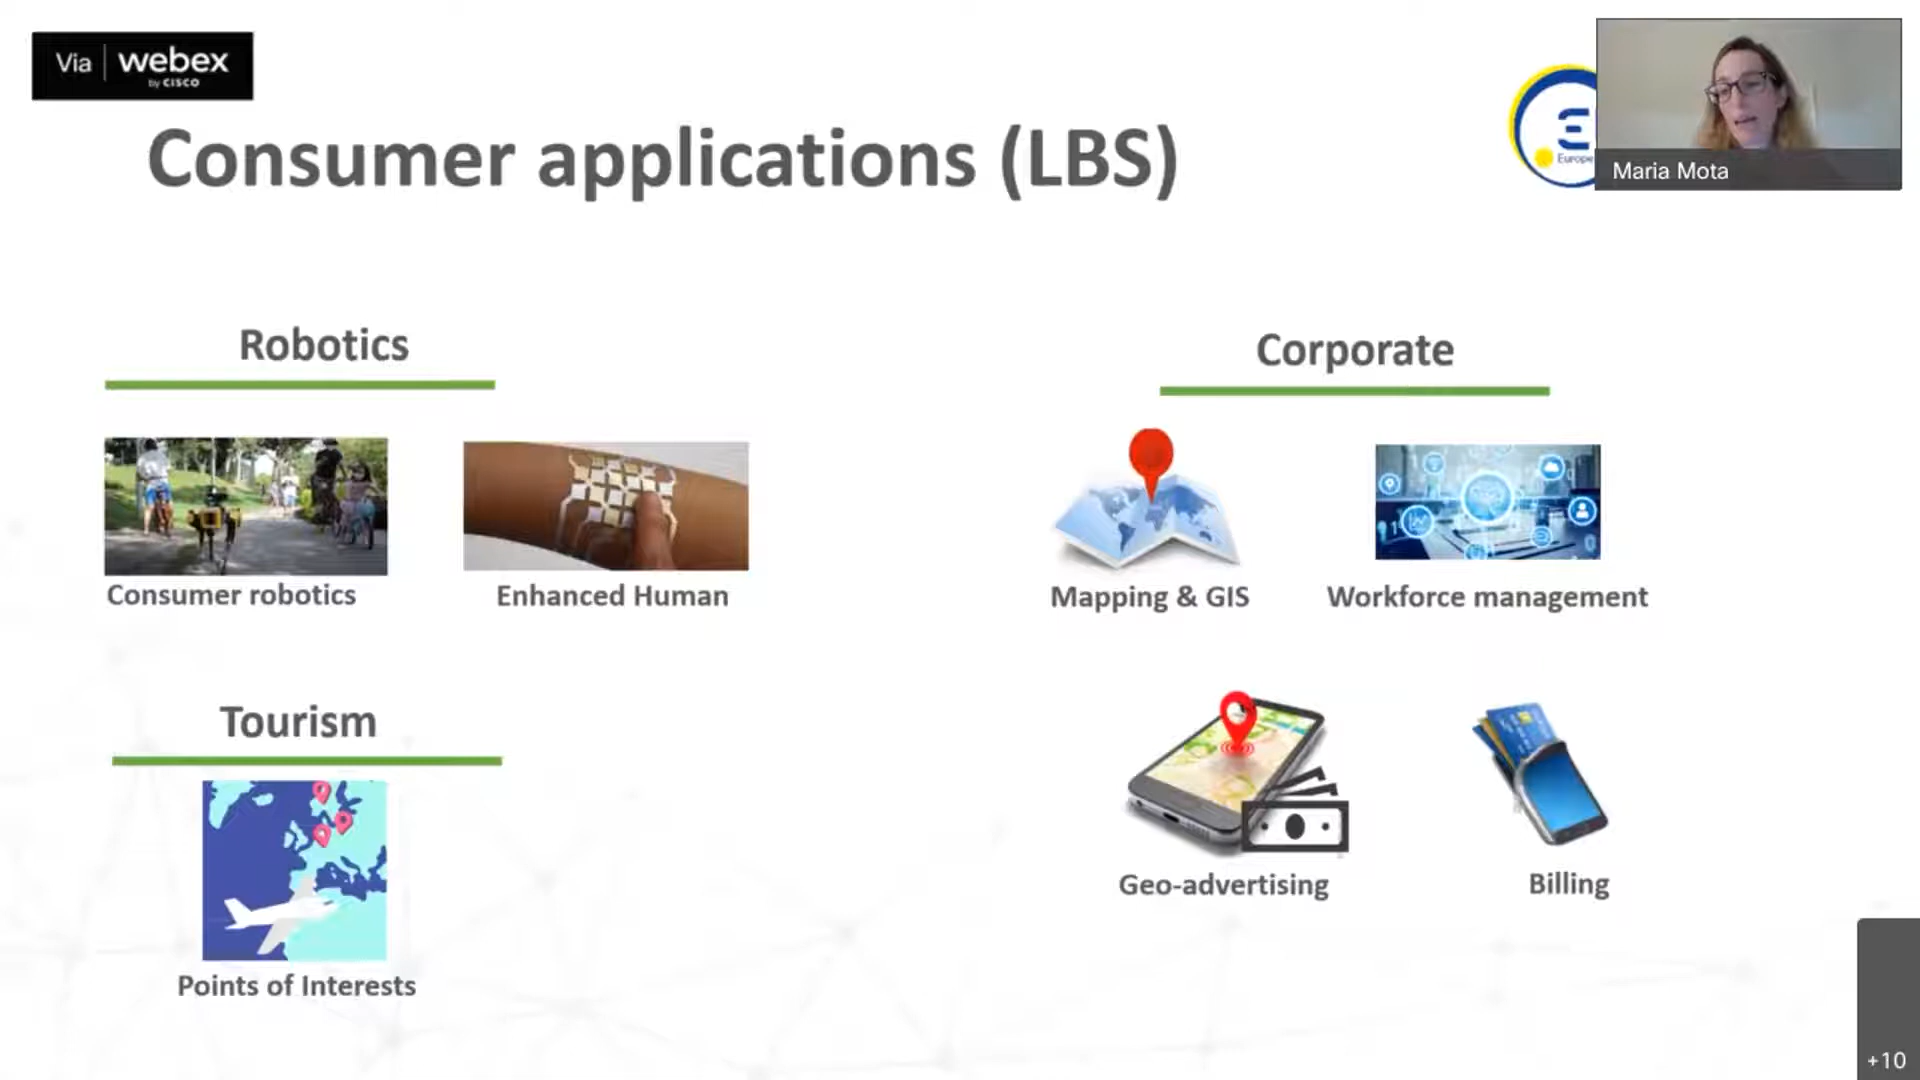 Via webex
by CISCO
Consumer applications (LBS)
Europe
Maria Mota
Robotics
Corporate
Consumer robotics
Enhanced Human
Mapping & GIS
Workforce management
Tourism
Geo-advertising
Billing
Points of Interests
+10